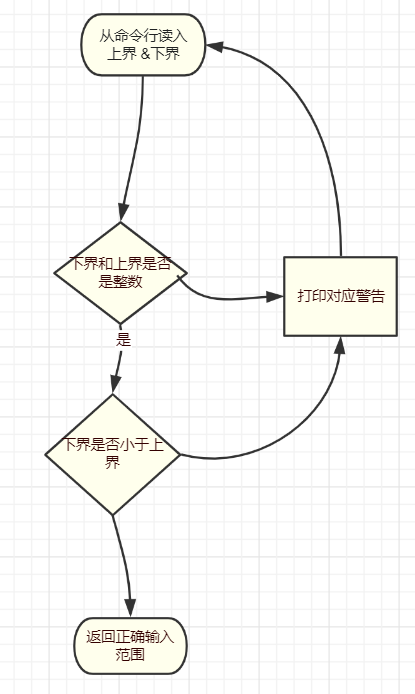 从命令行读入
上界 &下界
下界和上界是否
是整数
打印对应警告
是
下界是否小于上
界
返回正确输入
范围